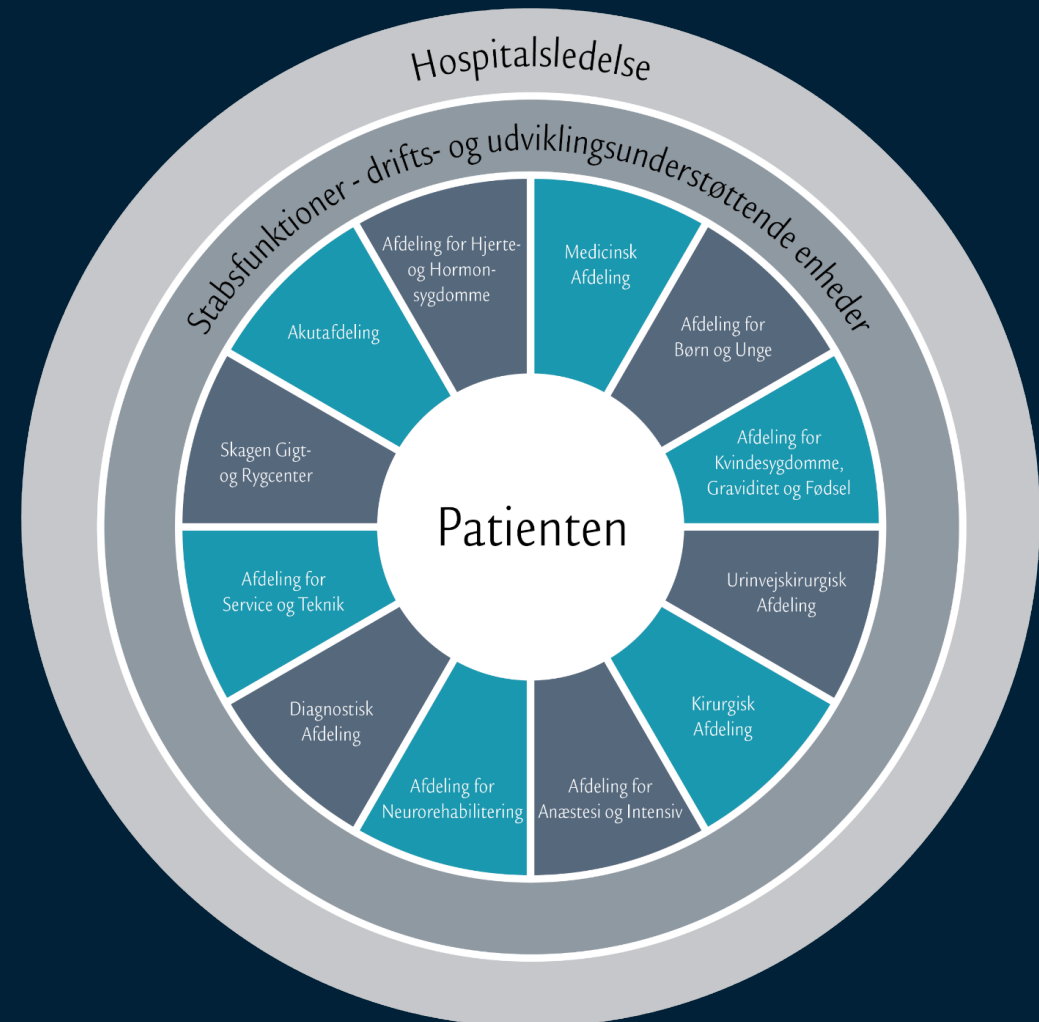 Hospitalsledelse
Stabsfunktioner - drifts- og udviklingsunderstøttende enheder
Afdeling for Hjerte-
og Hormon-
sygdomme
Medicinsk
Afdeling
Afdeling for
Børn og Unge
Afdeling for
Kvindesygdomme,
Graviditet og Fødsel
Urinvejskirurgisk
Afdeling
Kirurgisk
Afdeling
Afdeling for
Anæstesi og Intensiv
Afdeling for
Neurorehabilitering
Diagnostisk
Afdeling
Afdeling for
Service og Teknik
Skagen Gigt-
og Rygcenter
Akutafdeling
Patienten